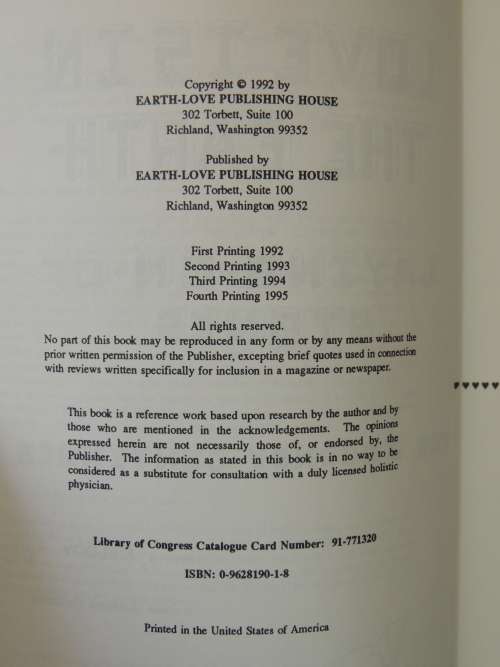 Copyright © 1992 by
EARTH-LOVE PUBLISHING HOUSE
302 Torbett, Suite 100
Richland, Washington 99352
Published by
EARTH-LOVE PUBLISHING HOUSE
302 Torbett, Suite 100
Richland, Washington 99352
First Printing 1992
Second Printing 1993
Third Printing 1994
Fourth Printing 1995
All rights reserved.
No part of this book may be reproduced in any form or by any means without the
prior written permission of the Publisher, excepting brief quotes used in connection
with reviews written specifically for inclusion in a magazine or newspaper.
This book is a reference work based upon research by the author and by
those who are mentioned in the acknowledgements. The opinions
expressed herein are not necessarily those of, or endorsed by, the
Publisher. The information as stated in this book is in no way to be
considered as a substitute for consultation with a duly licensed holistic
physician.
Library of Congress Catalogue Card Number: 91-771320
ISBN: 0-9628190-1-8
Printed in the United States of America